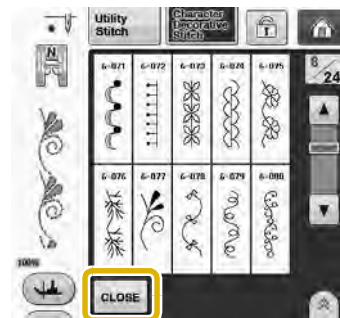 Utility
Stitch
Character
Decorative
Stitch
N
6-071 6-072 6-073 6-074 6-075
8
24
6-076 6-077 6-078 6-079 6-080
100%
CLOSE